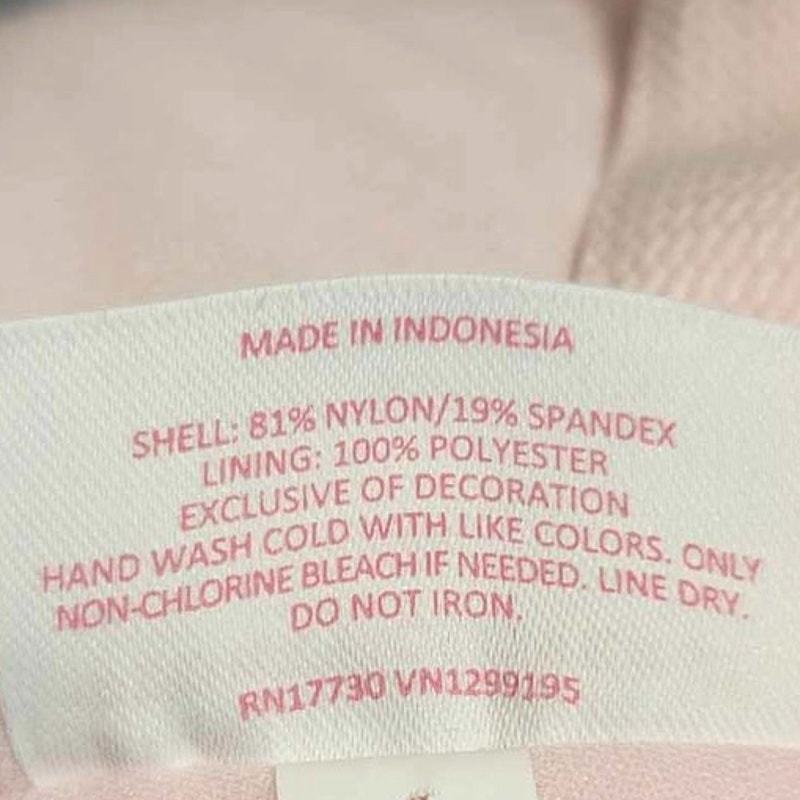 MADE IN INDONESIA
SHELL: 81% NYLON/19% SPANDEX
LINING: 100% POLYESTER
EXCLUSIVE OF DECORATION
HAND WASH COLD WITH LIKE COLORS. ONLY
NON-CHLORINE BLEACH IF NEEDED. LINE DRY.
DO NOT IRON.
RN17730 VN1299195